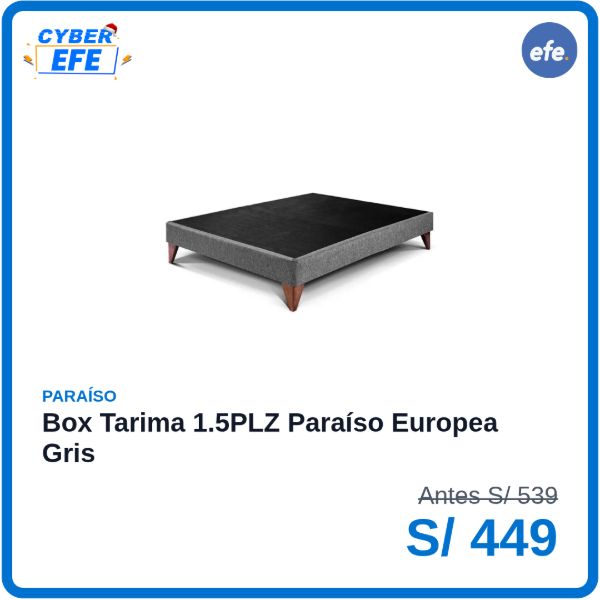 CYBER
EFE
efe.
PARAÍSO
Box Tarima 1.5PLZ Paraíso Europea
Gris
Antes S/ 539
S/ 449